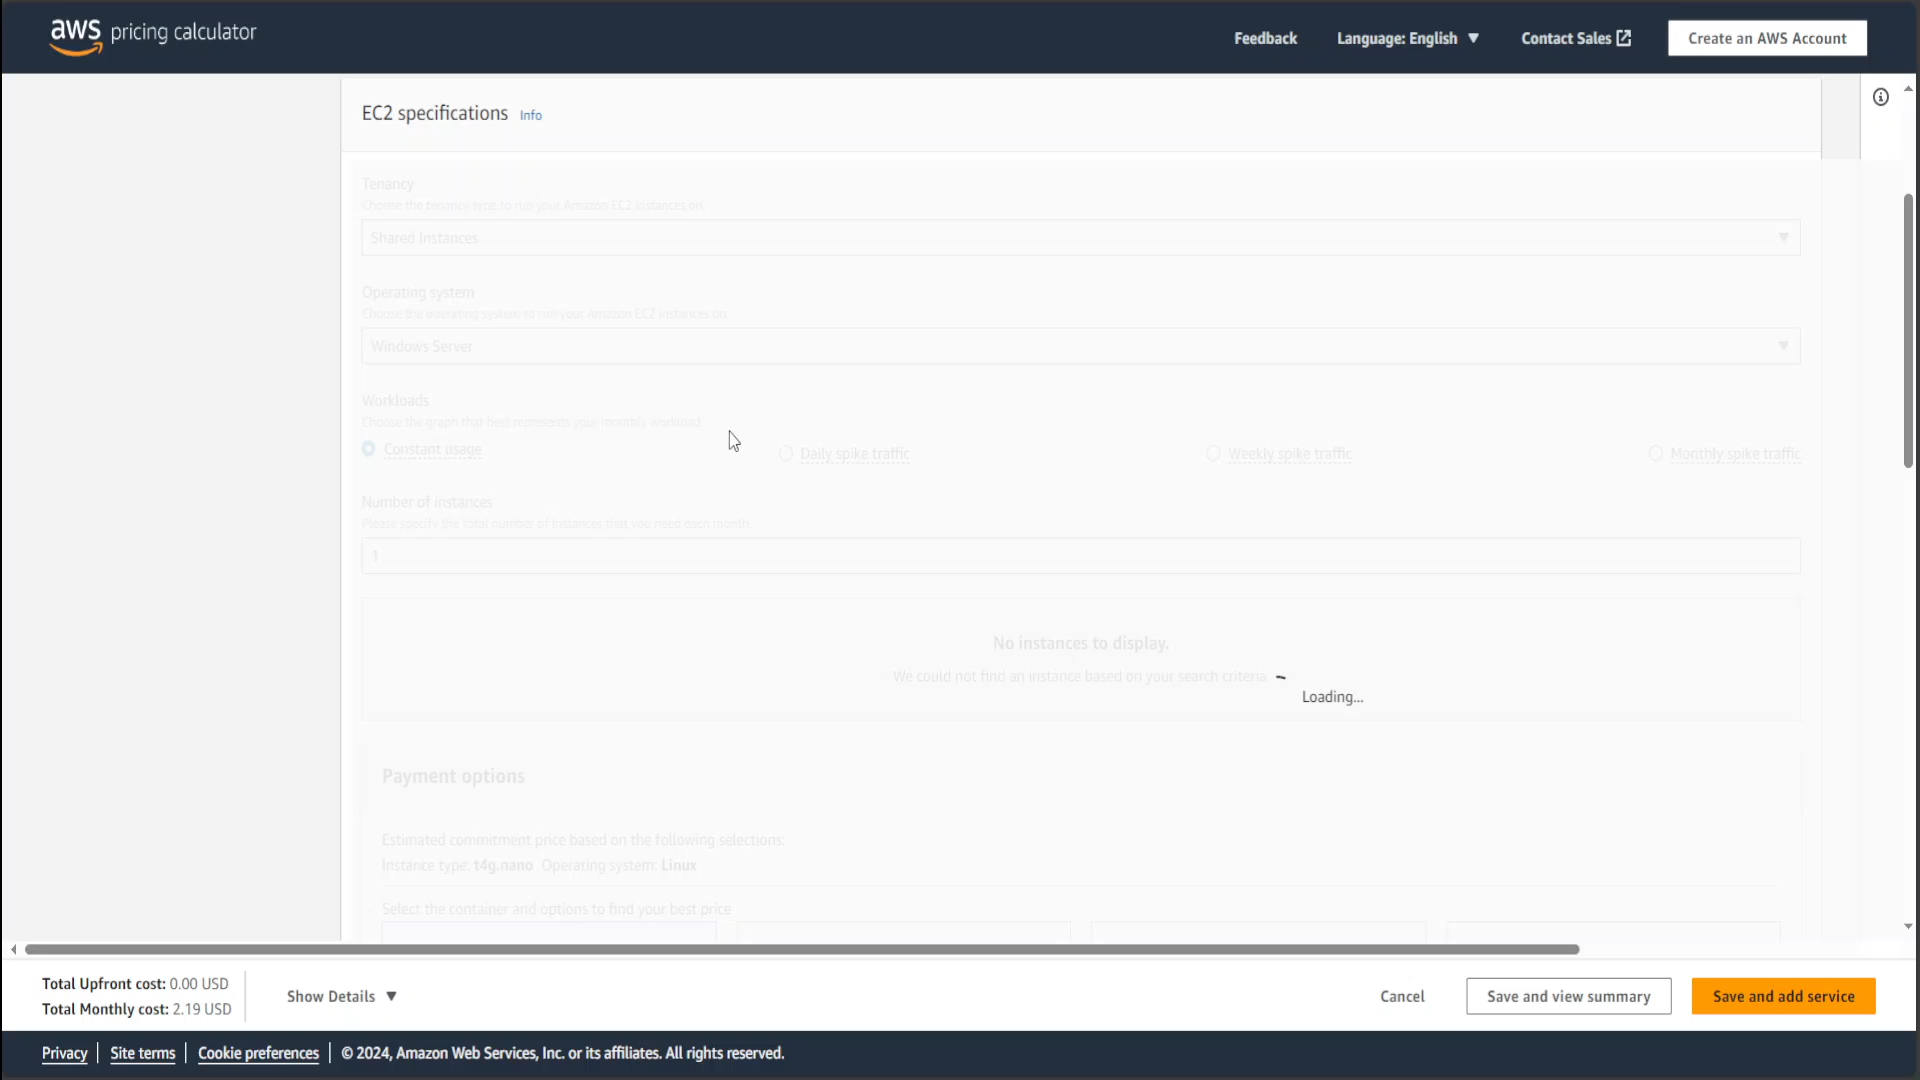 aws pricing calculator
Feedback
Language: English
Contact Sales
Create an AWS Account
EC2 specifications Info
Tenancy
Choose the tenancy type to run your Amazon EC2 instances on.
Shared Instances
Operating system
Choose the operating system to run your Amazon EC2 instances on.
Windows Server
Workloads
Choose the graph that best represents your monthly workload.
Constant usage
Daily spike traffic
Weekly spike traffic
Monthly spike traffic
Number of instances
Please specify the total number of instances that you need each month.
1
No instances to display.
We could not find an instance based on your search criteria.
Loading...
Payment options
Estimated commitment price based on the following selections:
Instance type: t4g.nano Operating system: Linux
Select the container and options to find your best price
Total Upfront cost: 0.00 USD
Total Monthly cost: 2.19 USD
Show Details
Cancel
Save and view summary
Save and add service
Privacy
Site terms
Cookie preferences
© 2024, Amazon Web Services, Inc. or its affiliates. All rights reserved.